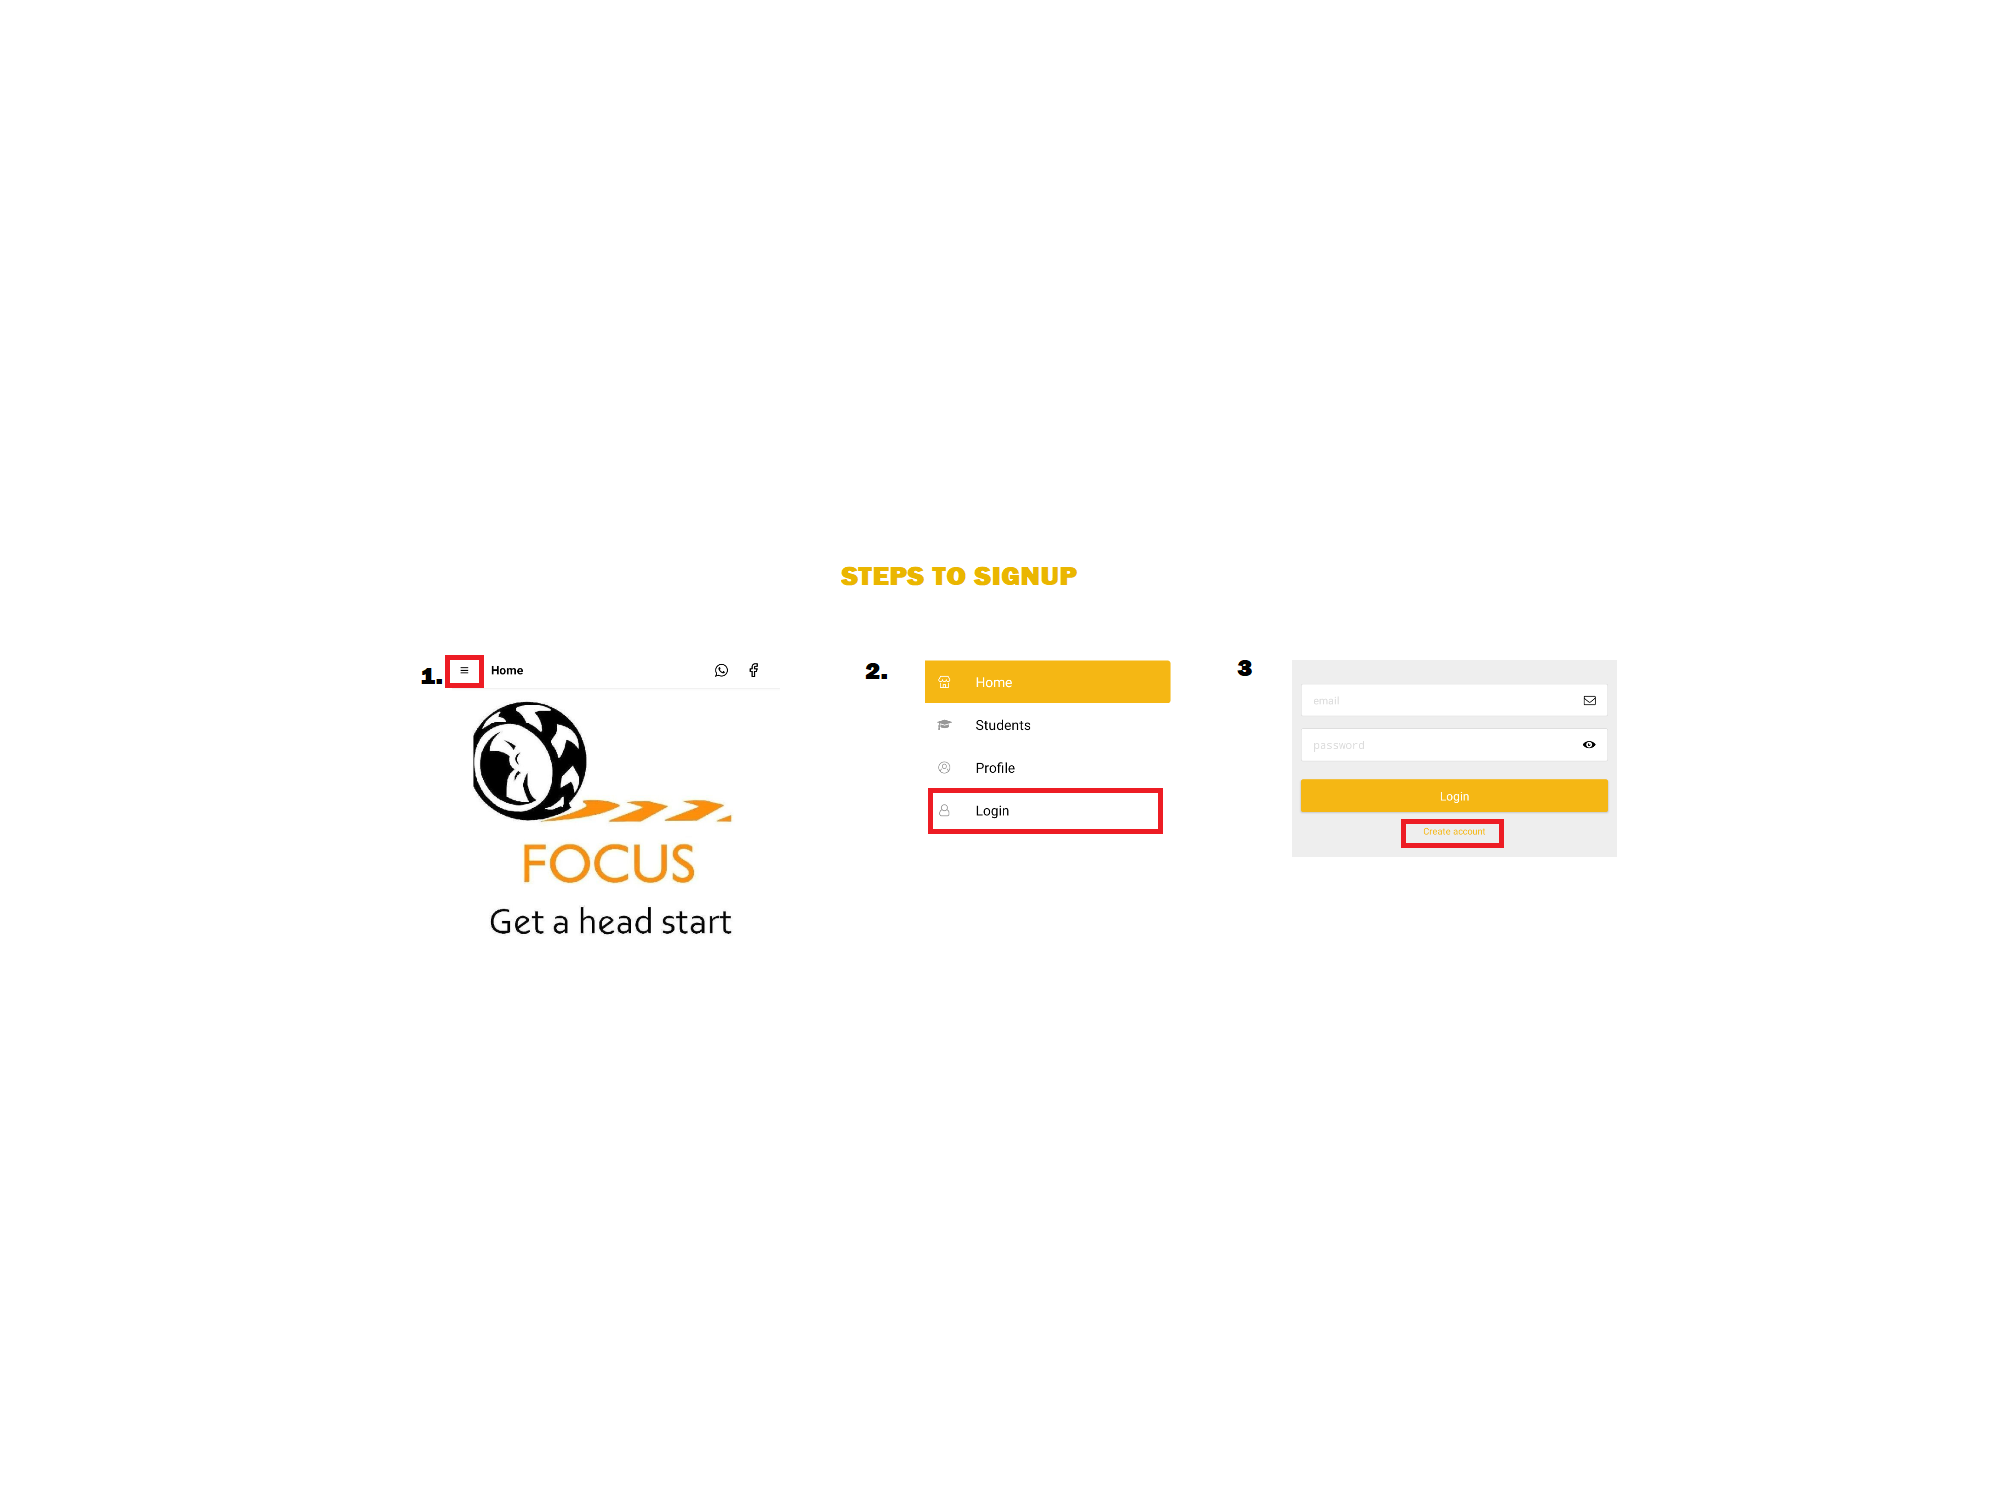 STEPS TO SIGNUP
1.
Home
FOCUS
Get a head start
2.
Home
Students
Profile
Login
3
email
password
Login
Create account